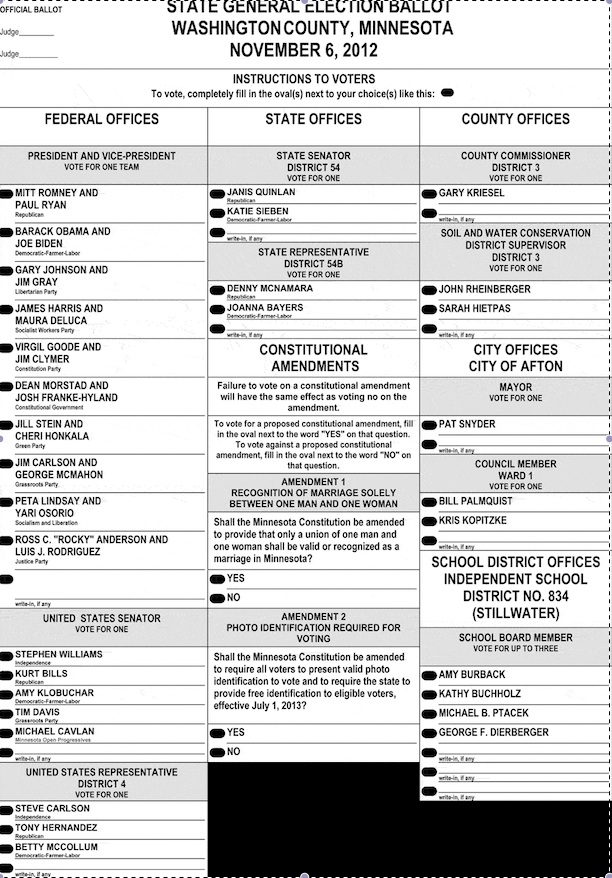 OFFICIAL BALLOT
Judge
Judge
STATE GENERAL ELECTION BALLOT
WASHINGTON COUNTY, MINNESOTA
NOVEMBER 6, 2012
INSTRUCTIONS TO VOTERS
To vote, completely fill in the oval(s) next to your choice(s) like this:
FEDERAL OFFICES
PRESIDENT AND VICE-PRESIDENT
VOTE FOR ONE TEAM
MITT ROMNEY AND
PAUL RYAN
Republican
BARACK OBAMA AND
JOE BIDEN
Democratic-Farmer-Labor
GARY JOHNSON AND
JIM GRAY
Libertarian Party
JAMES HARRIS AND
MAURA DELUCA
Socialist Workers Party
VIRGIL GOODE AND
JIM CLYMER
Constitution Party
DEAN MORSTAD AND
JOSH FRANKE-HYLAND
Constitutional Government
JILL STEIN AND
CHERI HONKALA
Green Party
JIM CARLSON AND
GEORGE MCMAHON
Grassroots Party
PETA LINDSAY AND
YARI OSORIO
Socialism and Liberation
ROSS C. "ROCKY" ANDERSON AND
LUIS J. RODRIGUEZ
Justice Party
write-in, if any
UNITED STATES SENATOR
VOTE FOR ONE
STEPHEN WILLIAMS
Independence
KURT BILLS
Republican
AMY KLOBUCHAR
Democratic-Farmer-Labor
TIM DAVIS
Grassroots Party
MICHAEL CAVLAN
Minnesota Open Progressives
write-in, if any
UNITED STATES REPRESENTATIVE
DISTRICT 4
VOTE FOR ONE
STEVE CARLSON
Independence
TONY HERNANDEZ
Republican
BETTY MCCOLLUM
Democratic-Farmer-Labor
write-in, if any
STATE OFFICES
STATE SENATOR
DISTRICT 54
VOTE FOR ONE
JANIS QUINLAN
Republican
KATIE SIEBEN
Democratic-Farmer-Labor
write-in, if any
STATE REPRESENTATIVE
DISTRICT 54B
VOTE FOR ONE
DENNY MCNAMARA
Republican
JOANNA BAYERS
Democratic-Farmer-Labor
write-in, if any
CONSTITUTIONAL
AMENDMENTS
Failure to vote on a constitutional amendment
will have the same effect as voting no on the
amendment.
To vote for a proposed constitutional amendment, fill
in the oval next to the word "YES" on that question.
To vote against a proposed constitutional
amendment, fill in the oval next to the word "NO" on
that question.
AMENDMENT 1
RECOGNITION OF MARRIAGE SOLELY
BETWEEN ONE MAN AND ONE WOMAN
Shall the Minnesota Constitution be amended
to provide that only a union of one man and
one woman shall be valid or recognized as a
marriage in Minnesota?
YES
NO
AMENDMENT 2
PHOTO IDENTIFICATION REQUIRED FOR
VOTING
Shall the Minnesota Constitution be amended
to require all voters to present valid photo
identification to vote and to require the state to
provide free identification to eligible voters,
effective July 1, 2013?
YES
NO
COUNTY OFFICES
COUNTY COMMISSIONER
DISTRICT 3
VOTE FOR ONE
GARY KRIESEL
write-in, if any
SOIL AND WATER CONSERVATION
DISTRICT SUPERVISOR
DISTRICT 3
VOTE FOR ONE
JOHN RHEINBERGER
SARAH HIETPAS
write-in, if any
CITY OFFICES
CITY OF AFTON
MAYOR
VOTE FOR ONE
PAT SNYDER
write-in, if any
COUNCIL MEMBER
WARD 1
VOTE FOR ONE
BILL PALMQUIST
KRIS KOPITZKE
write-in, if any
SCHOOL DISTRICT OFFICES
INDEPENDENT SCHOOL
DISTRICT NO. 834
(STILLWATER)
SCHOOL BOARD MEMBER
VOTE FOR UP TO THREE
AMY BURBACK
KATHY BUCHHOLZ
MICHAEL B. PTACEK
GEORGE F. DIERBERGER
write-in, if any
write-in, if any
write-in, if any